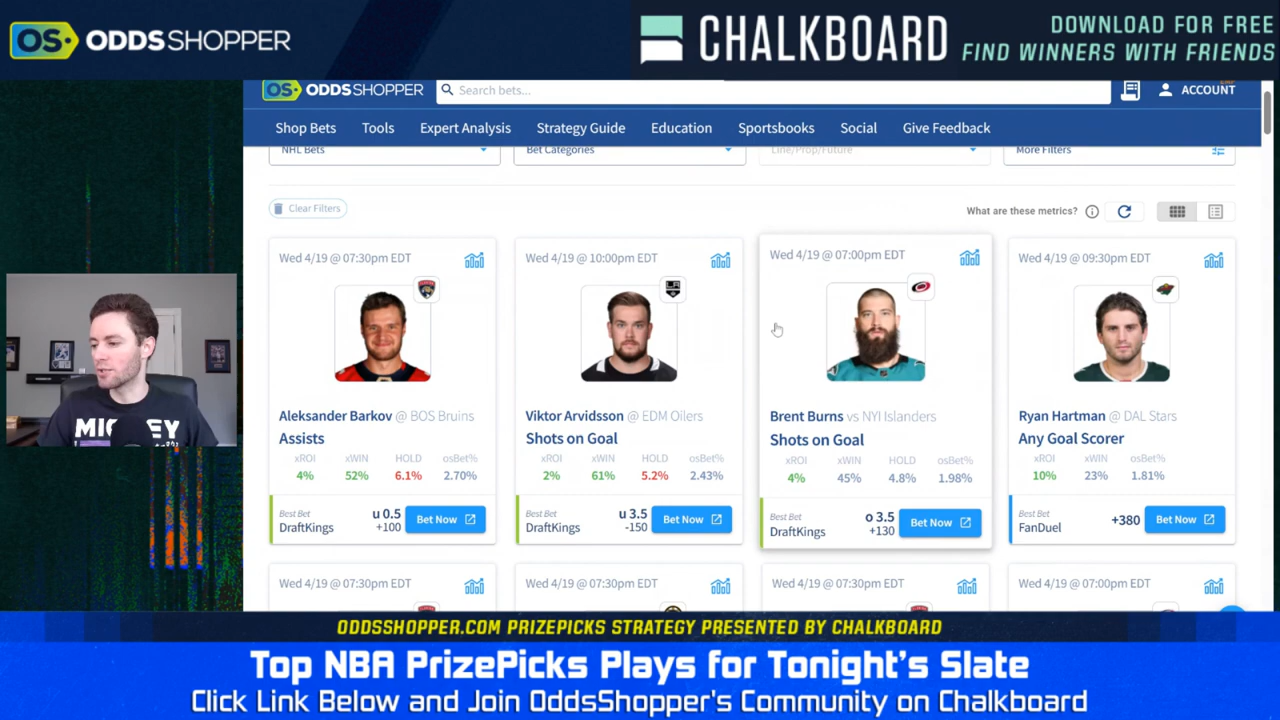 OS ODDSSHOPPER
CHALKBOARD
DOWNLOAD FOR FREE
FIND WINNERS WITH FRIENDS
OS ODDSSHOPPER
Search bets...
ACCOUNT
Shop Bets Tools Expert Analysis Strategy Guide Education Sportsbooks Social Give Feedback
NHL Bets Bet Categories Line/Prop/Future More Filters
Clear Filters
What are these metrics?
Wed 4/19 @ 07:30pm EDT
Aleksander Barkov @ BOS Bruins
Assists
xROI xWIN HOLD osBet%
4% 52% 6.1% 2.70%
Best Bet
DraftKings
u 0.5
+100
Bet Now
Wed 4/19 @ 10:00pm EDT
Viktor Arvidsson @ EDM Oilers
Shots on Goal
xROI xWIN HOLD osBet%
2% 61% 5.2% 2.43%
Best Bet
DraftKings
u 3.5
-150
Bet Now
Wed 4/19 @ 07:00pm EDT
Brent Burns vs NYI Islanders
Shots on Goal
xROI xWIN HOLD osBet%
4% 45% 4.8% 1.98%
Best Bet
DraftKings
o 3.5
+130
Bet Now
Wed 4/19 @ 09:30pm EDT
Ryan Hartman @ DAL Stars
Any Goal Scorer
xROI xWIN osBet%
10% 23% 1.81%
Best Bet
FanDuel
+380
Bet Now
Wed 4/19 @ 07:30pm EDT
Wed 4/19 @ 07:30pm EDT
Wed 4/19 @ 07:30pm EDT
Wed 4/19 @ 07:00pm EDT
ODDSSHOPPER.COM PRIZEPICKS STRATEGY PRESENTED BY CHALKBOARD
Top NBA PrizePicks Plays for Tonight's Slate
Click Link Below and Join OddsShopper's Community on Chalkboard